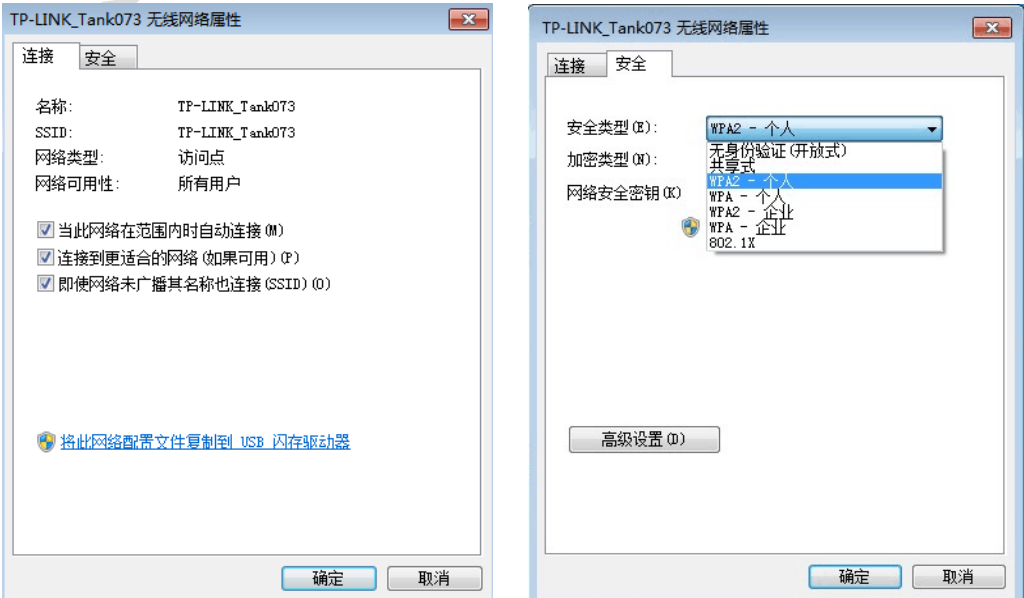 TP-LINK_Tank073 无线网络属性
连接 安全
名称: TP-LINK_Tank073
SSID: TP-LINK_Tank073
网络类型: 访问点
网络可用性: 所有用户
当此网络在范围内时自动连接(M)
连接到更适合的网络(如果可用)(P)
即使网络未广播其名称也连接(SSID)(O)
将此网络配置文件复制到 USB 闪存驱动器
确定 取消
TP-LINK_Tank073 无线网络属性
连接 安全
安全类型(E): WPA2 - 个人
加密类型(N):
网络安全密钥(K)
无身份验证(开放式)
共享式
WPA2 - 个人
WPA - 个人
WPA2 - 企业
WPA - 企业
802.1X
高级设置(D)
确定 取消